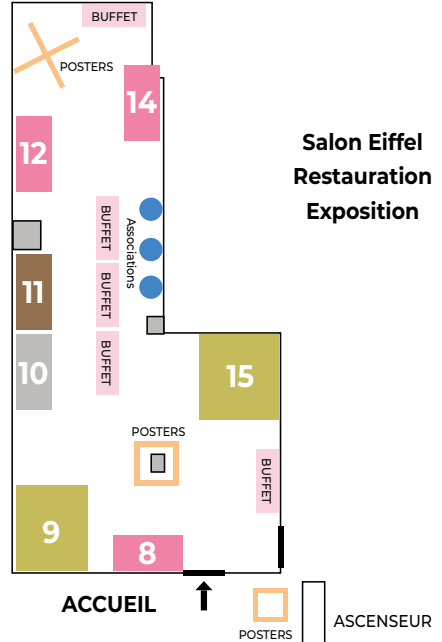 BUFFET
POSTERS
14
12
Salon Eiffel
Restauration
Exposition
BUFFET
Associations
BUFFET
11
BUFFET
10
15
POSTERS
BUFFET
9
8
ACCUEIL
POSTERS
ASCENSEUR